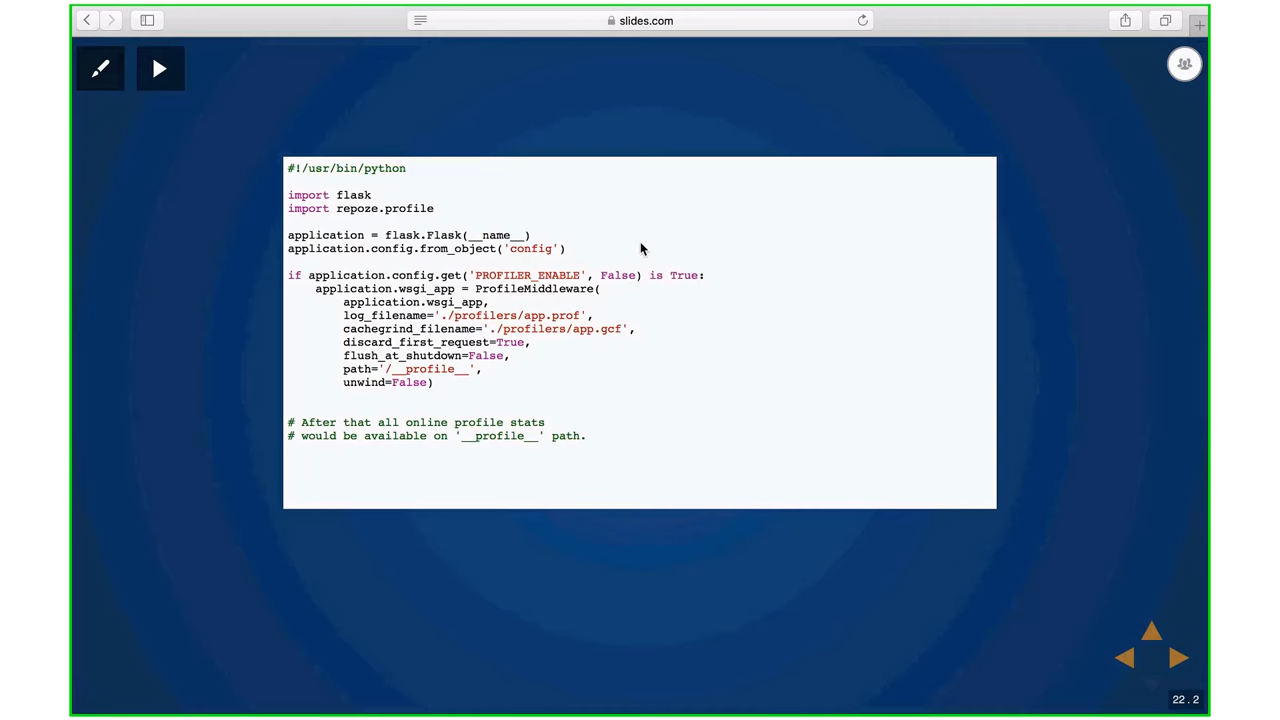 slides.com
#!/usr/bin/python
import flask
import repoze.profile
application = flask.Flask(__name__)
application.config.from_object('config')
if application.config.get('PROFILER_ENABLE', False) is True:
application.wsgi_app = ProfileMiddleware(
application.wsgi_app,
log_filename='./profilers/app.prof',
cachegrind_filename='./profilers/app.gcf',
discard_first_request=True,
flush_at_shutdown=False,
path='/__profile__',
unwind=False)
# After that all online profile stats
# would be available on '__profile__' path.
22.2